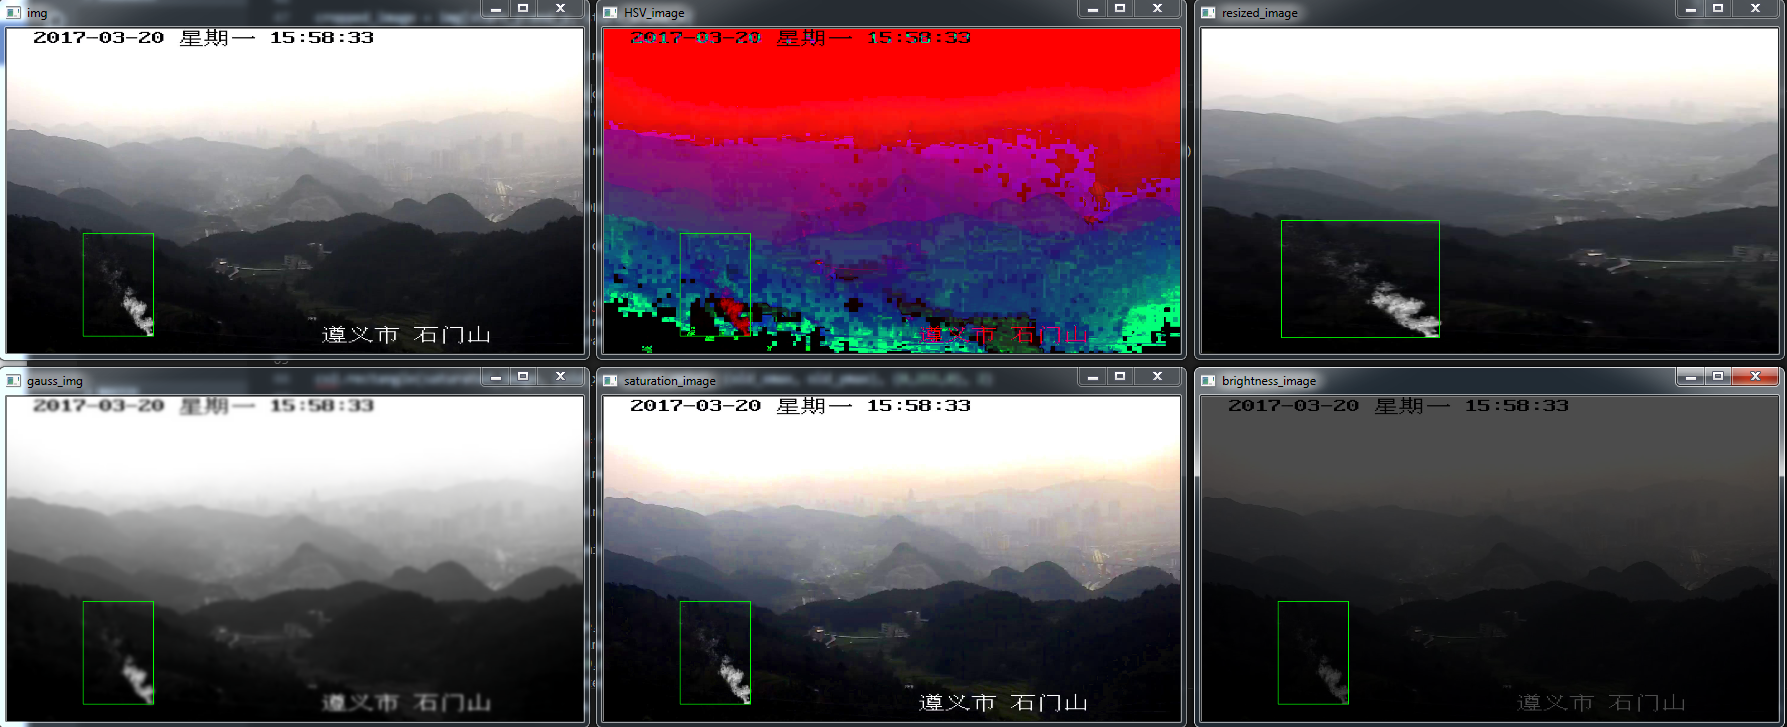 img
2017-03-20 星期一 15:58:33
遵义市 石门山
HSV_image
2017-03-20 星期一 15:58:33
遵义市 石门山
resized_image
gauss_img
2017-03-20 星期一 15:58:33
遵义市 石门山
saturation_image
2017-03-20 星期一 15:58:33
遵义市 石门山
brightness_image
2017-03-20 星期一 15:58:33
遵义市 石门山